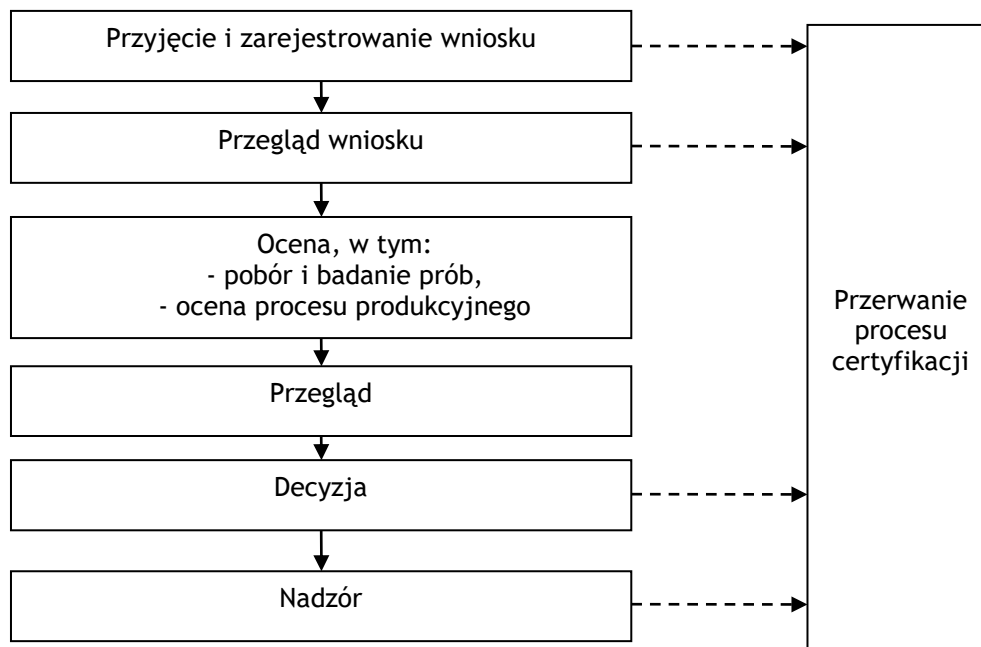 Przyjęcie i zarejestrowanie wniosku
Przegląd wniosku
Ocena, w tym:
- pobór i badanie prób,
- ocena procesu produkcyjnego
Przegląd
Decyzja
Nadzór
Przerwanie
procesu
certyfikacji